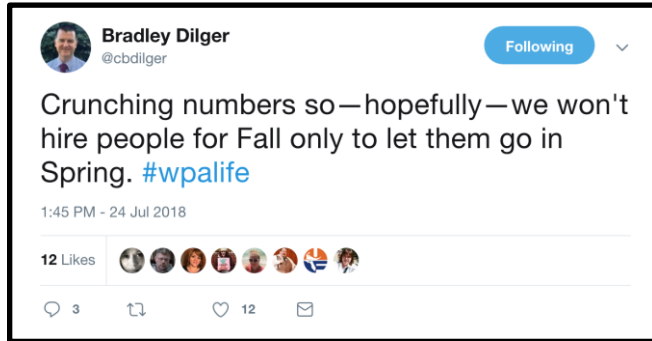 Bradley Dilger
@cbdilger
Following
Crunching numbers so—hopefully—we won't
hire people for Fall only to let them go in
Spring. #wpalife
1:45 PM - 24 Jul 2018
12 Likes
3
12